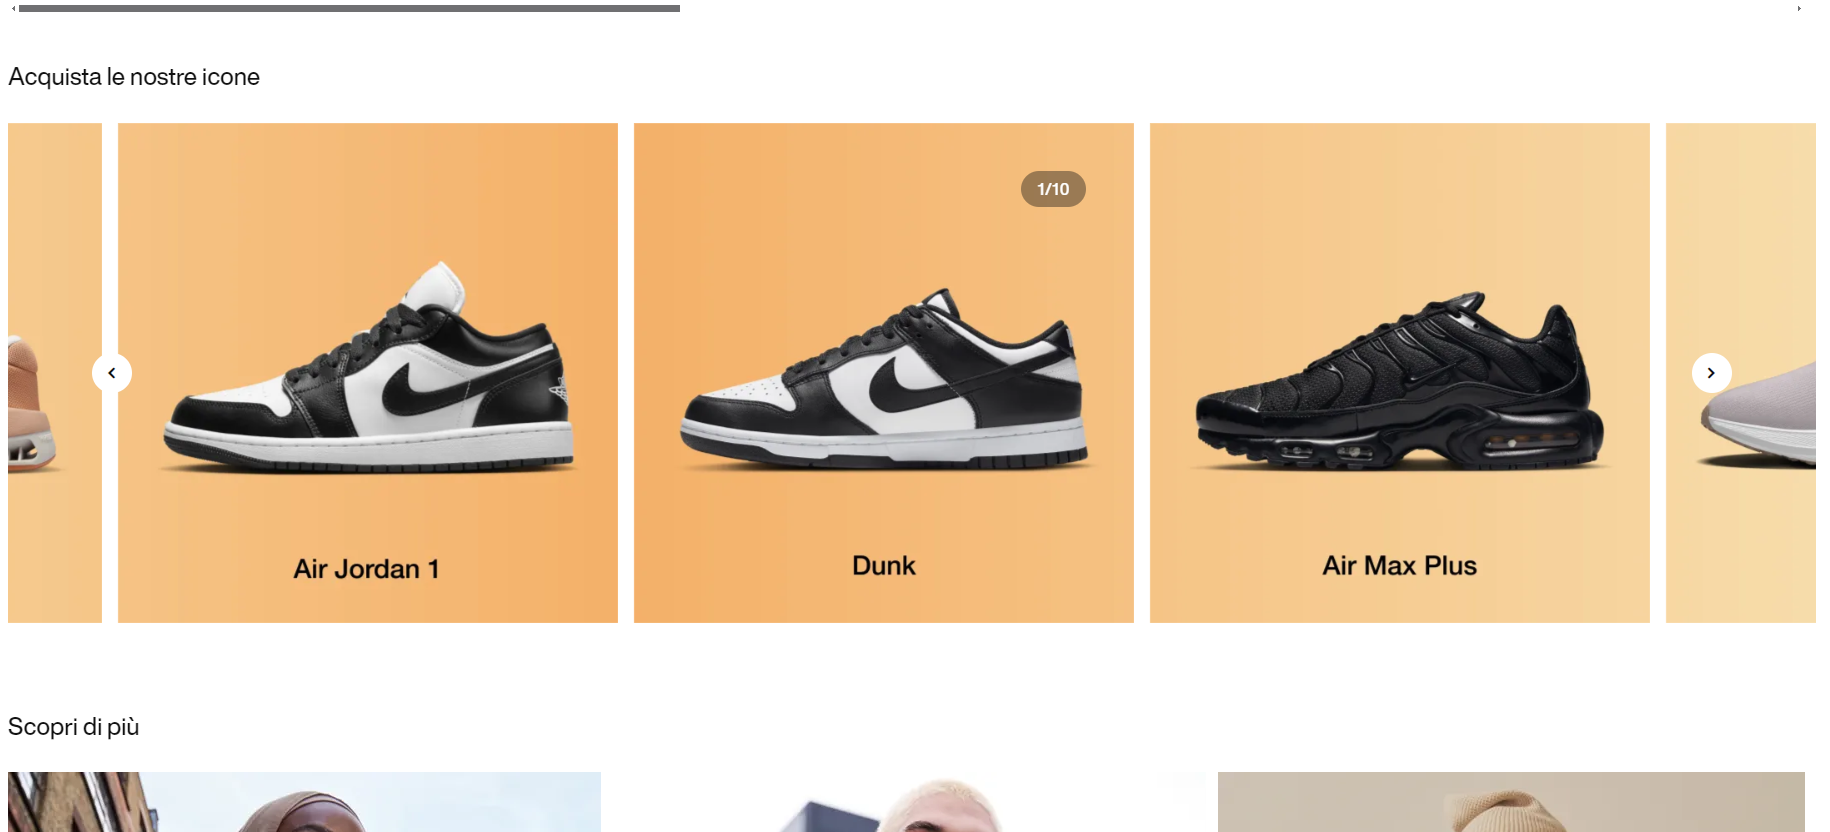 Acquista le nostre icone
1/10
Air Jordan 1
Dunk
Air Max Plus
Scopri di più